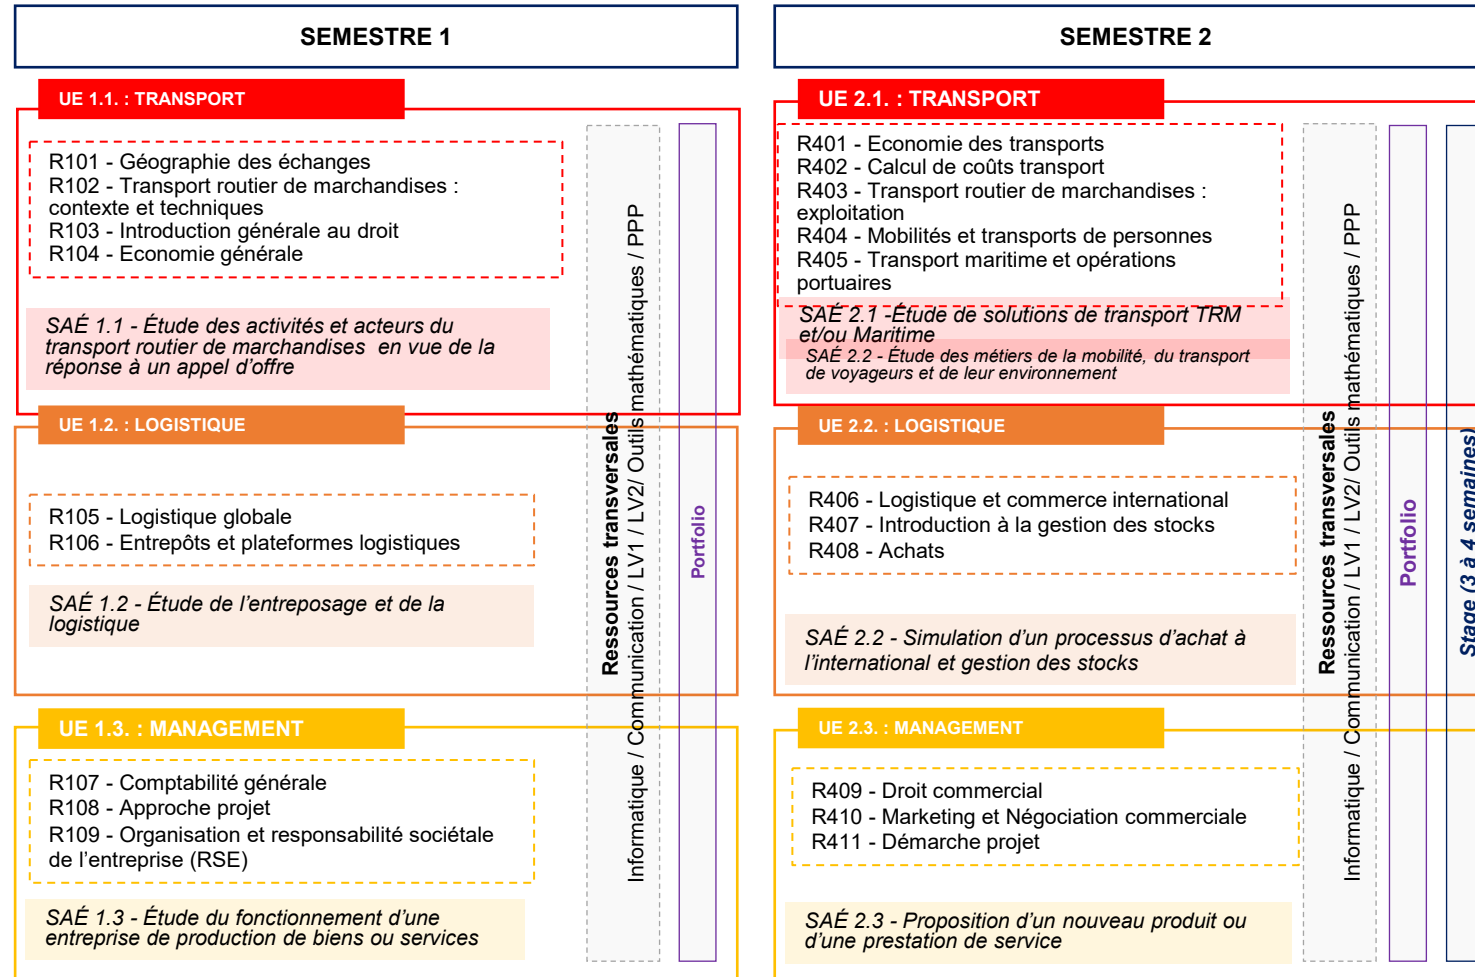 SEMESTRE 1
UE 1.1. : TRANSPORT
R101 - Géographie des échanges
R102 - Transport routier de marchandises :
contexte et techniques
R103 - Introduction générale au droit
R104 - Economie générale
SAÉ 1.1 - Étude des activités et acteurs du
transport routier de marchandises  en vue de la
réponse à un appel d’offre
UE 1.2. : LOGISTIQUE
R105 - Logistique globale
R106 - Entrepôts et plateformes logistiques
SAÉ 1.2 - Étude de l’entreposage et de la
logistique
UE 1.3. : MANAGEMENT
R107 - Comptabilité générale
R108 - Approche projet
R109 - Organisation et responsabilité sociétale
de l’entreprise (RSE)
SAÉ 1.3 - Étude du fonctionnement d’une
entreprise de production de biens ou services
Ressources transversales
Informatique / Communication / LV1 / LV2/ Outils mathématiques / PPP
Portfolio
SEMESTRE 2
UE 2.1. : TRANSPORT
R401 - Economie des transports
R402 - Calcul de coûts transport
R403 - Transport routier de marchandises :
exploitation
R404 - Mobilités et transports de personnes
R405 - Transport maritime et opérations
portuaires
SAÉ 2.1 -Étude de solutions de transport TRM
et/ou Maritime
SAÉ 2.2 - Étude des métiers de la mobilité, du transport
de voyageurs et de leur environnement
UE 2.2. : LOGISTIQUE
R406 - Logistique et commerce international
R407 - Introduction à la gestion des stocks
R408 - Achats
SAÉ 2.2 - Simulation d’un processus d’achat à
l’international et gestion des stocks
UE 2.3. : MANAGEMENT
R409 - Droit commercial
R410 - Marketing et Négociation commerciale
R411 - Démarche projet
SAÉ 2.3 - Proposition d’un nouveau produit ou
d’une prestation de service
Ressources transversales
Informatique / Communication / LV1 / LV2/ Outils mathématiques / PPP
Portfolio
Stage (3 à 4 semaines)